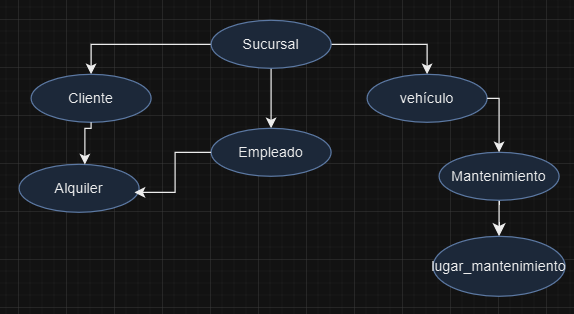 Sucursal
Cliente
vehículo
Empleado
Mantenimiento
Alquiler
lugar_mantenimiento